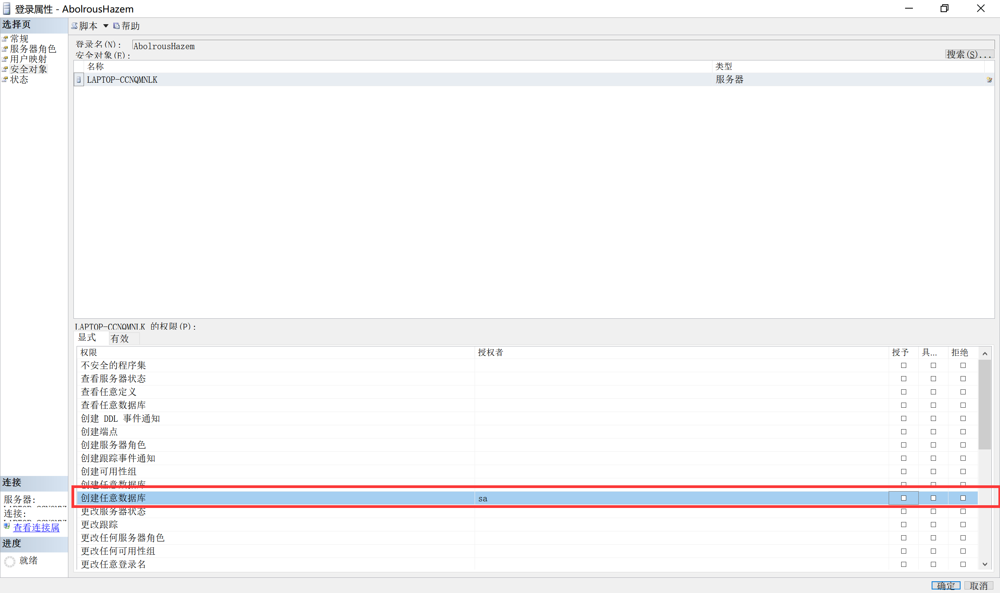 登录属性 - AbolrousHazem
选择页
常规
服务器角色
用户映射
安全对象
状态
脚本 帮助
登录名(N): AbolrousHazem
安全对象(E):
搜索(S)...
名称 类型
LAPTOP-CCNQMNLK 服务器
LAPTOP-CCNQMNLK 的权限(P):
显式 有效
权限 授权者 授予 具... 拒绝
不安全的程序集
查看服务器状态
查看任意定义
查看任意数据库
创建 DDL 事件通知
创建端点
创建服务器角色
创建跟踪事件通知
创建可用性组
创建任意数据库
创建任意数据库 sa
更改服务器状态
更改跟踪
更改任何服务器角色
更改任何可用性组
更改任意登录名
连接
服务器:
连接:
查看连接属
进度
就绪
确定 取消